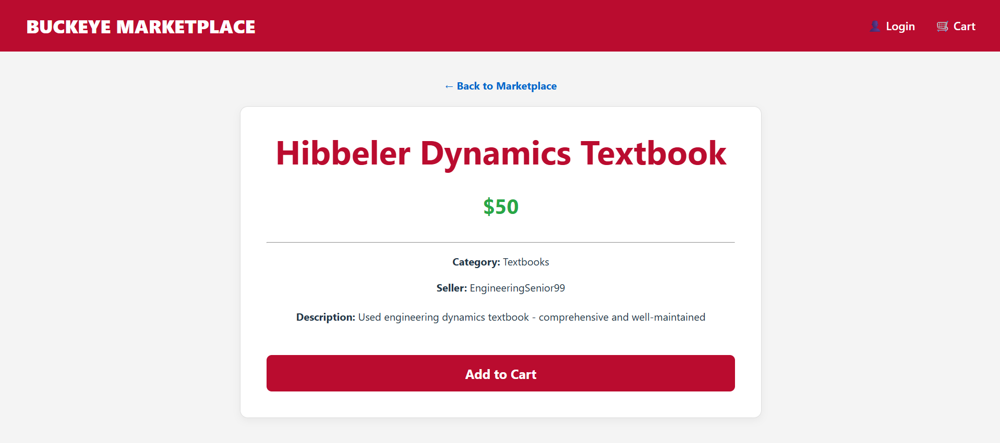 BUCKEYE MARKETPLACE
Login
Cart
← Back to Marketplace
Hibbeler Dynamics Textbook
$50
Category: Textbooks
Seller: EngineeringSenior99
Description: Used engineering dynamics textbook - comprehensive and well-maintained
Add to Cart